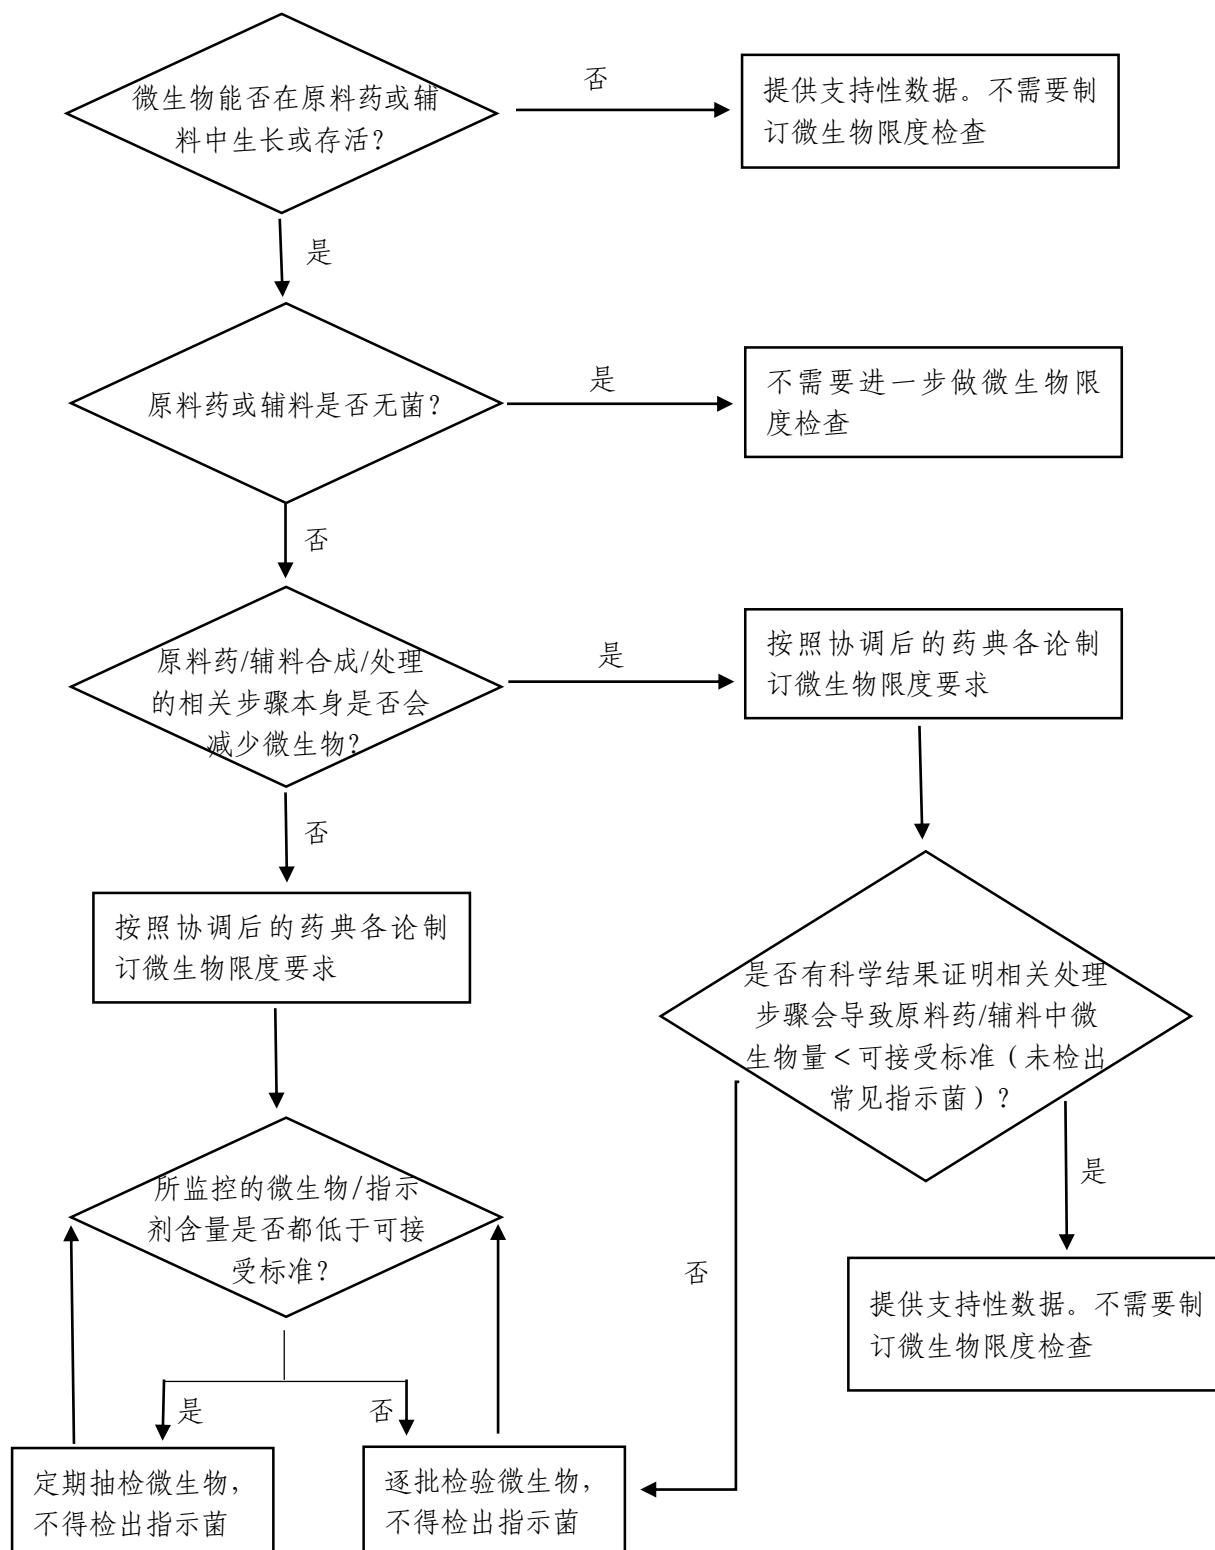 微生物能否在原料药或辅
料中生长或存活？
否
提供支持性数据。不需要制
订微生物限度检查
是
原料药或辅料是否无菌？
是
不需要进一步做微生物限
度检查
否
原料药/辅料合成/处理
的相关步骤本身是否会
减少微生物？
是
按照协调后的药典各论制
订微生物限度要求
否
按照协调后的药典各论制
订微生物限度要求
是否有科学结果证明相关处理
步骤会导致原料药/辅料中微
生物量＜可接受标准（未检出
常见指示菌）？
是
否
提供支持性数据。不需要制
订微生物限度检查
所监控的微生物/指示
剂含量是否都低于可接
受标准？
是
否
定期抽检微生物，
不得检出指示菌
逐批检验微生物，
不得检出指示菌